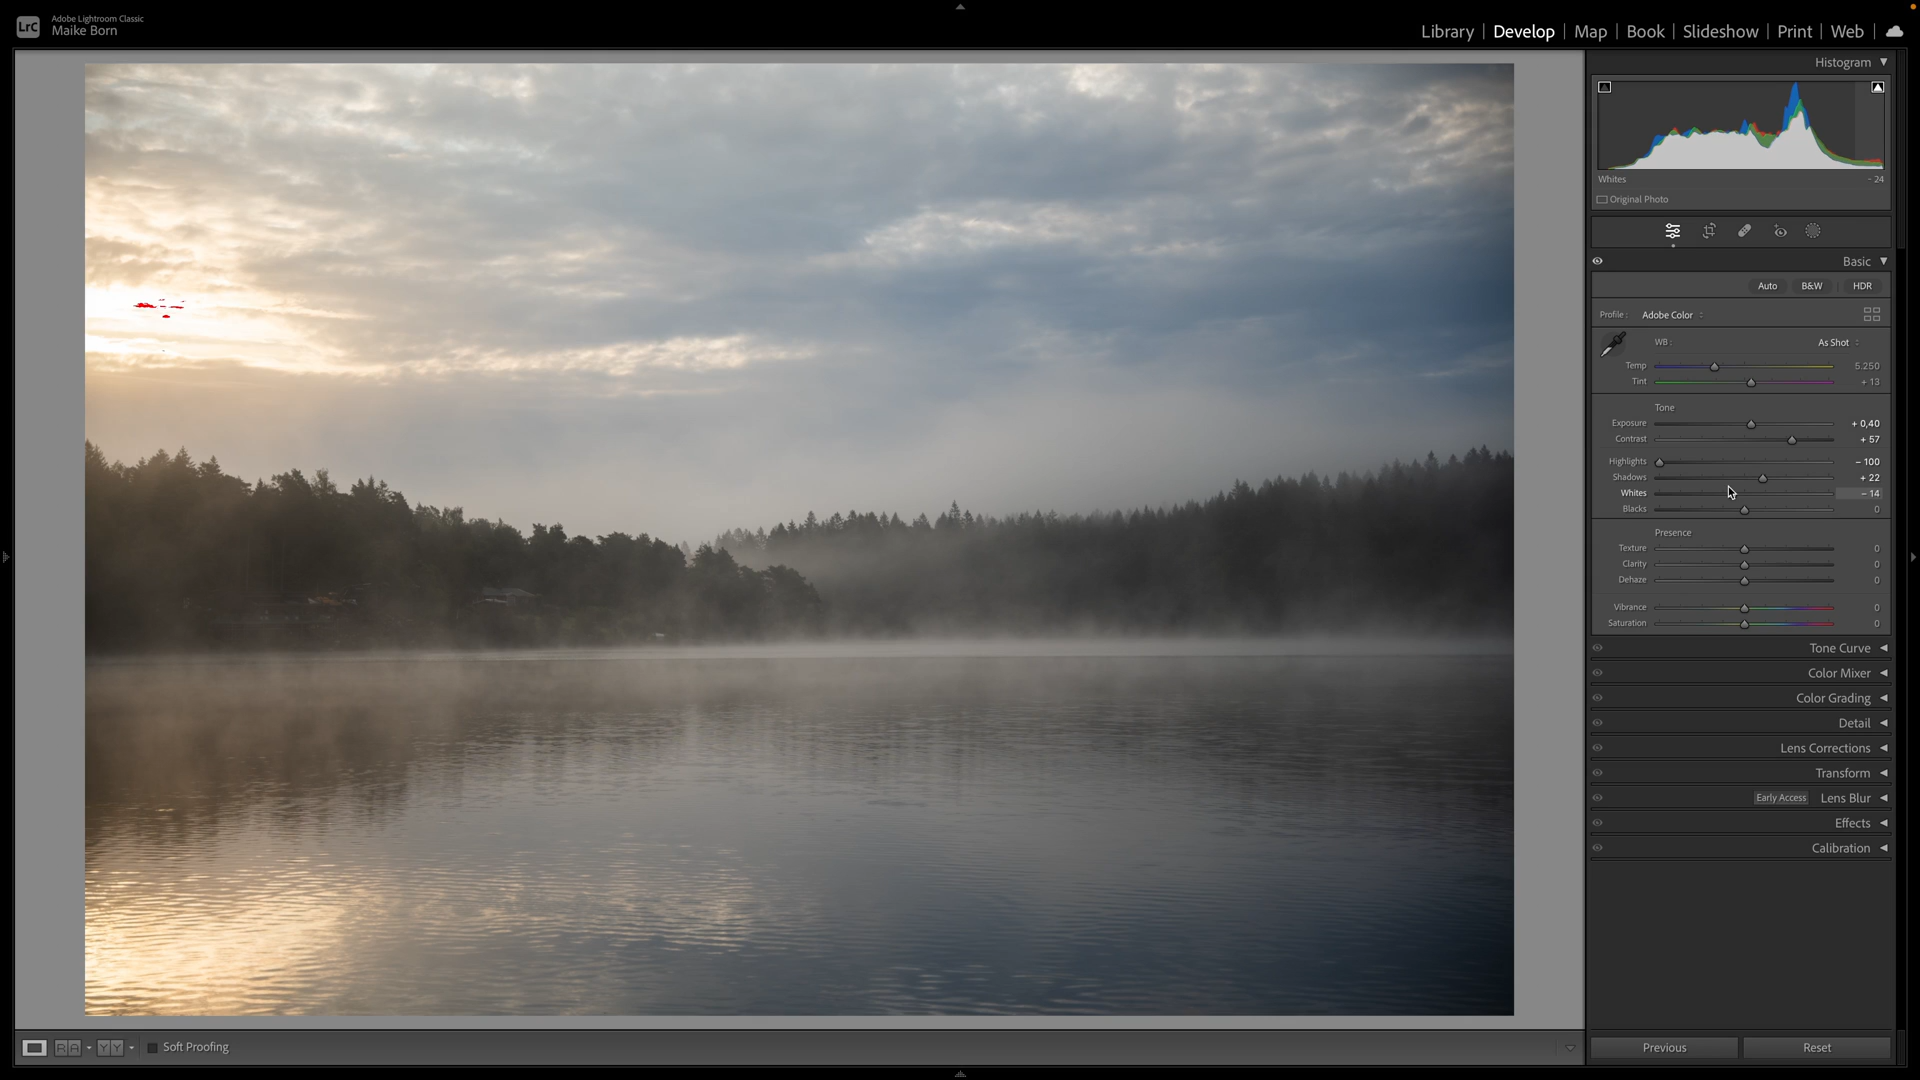 LrC
Adobe Lightroom Classic
Maike Born
Library | Develop | Map | Book | Slideshow | Print | Web
Histogram
Whites - 24
Original Photo
Basic
Auto B&W HDR
Profile : Adobe Color
WB : As Shot
Temp 5.250
Tint + 13
Tone
Exposure + 0,40
Contrast + 57
Highlights – 100
Shadows + 22
Whites – 14
Blacks 0
Presence
Texture 0
Clarity 0
Dehaze 0
Vibrance 0
Saturation 0
Tone Curve
Color Mixer
Color Grading
Detail
Lens Corrections
Transform
Early Access Lens Blur
Effects
Calibration
R A Y Y Soft Proofing
Previous Reset